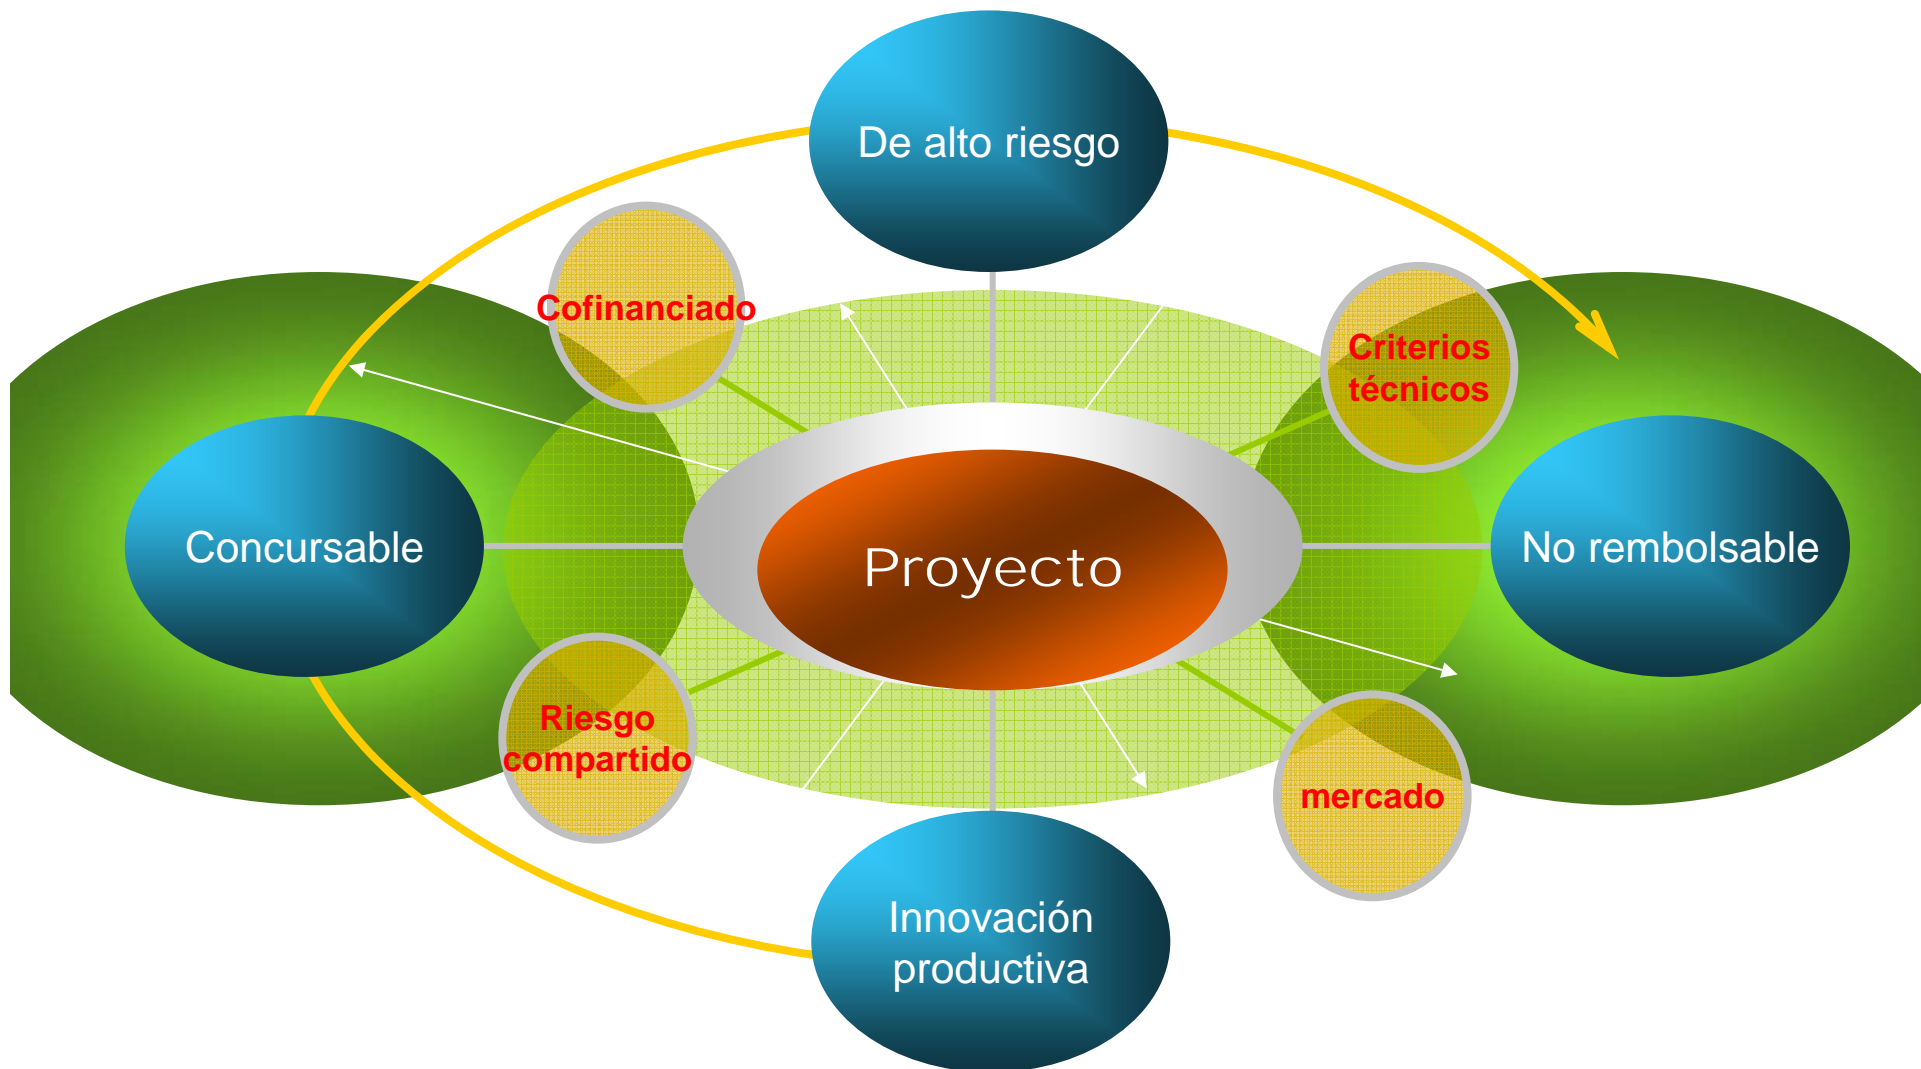 De alto riesgo
Cofinanciado
Criterios
técnicos
Concursable
Proyecto
No rembolsable
Riesgo
compartido
mercado
Innovación
productiva